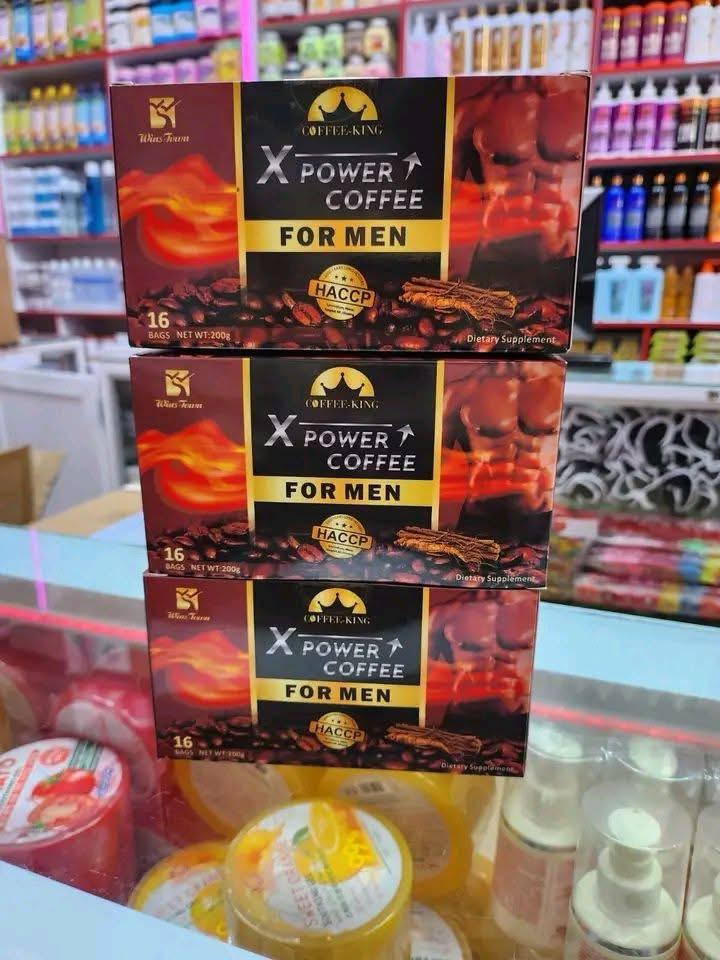 Wins Town
COFFEE-KING
X POWER
COFFEE
FOR MEN
HACCP
16
BAGS NET WT:200g
Dietary Supplement
Wins Town
COFFEE-KING
X POWER
COFFEE
FOR MEN
HACCP
16
BAGS NET WT:200g
Dietary Supplement
Wins Town
COFFEE-KING
X POWER
COFFEE
FOR MEN
HACCP
16
BAGS NET WT:200g
Dietary Supplement